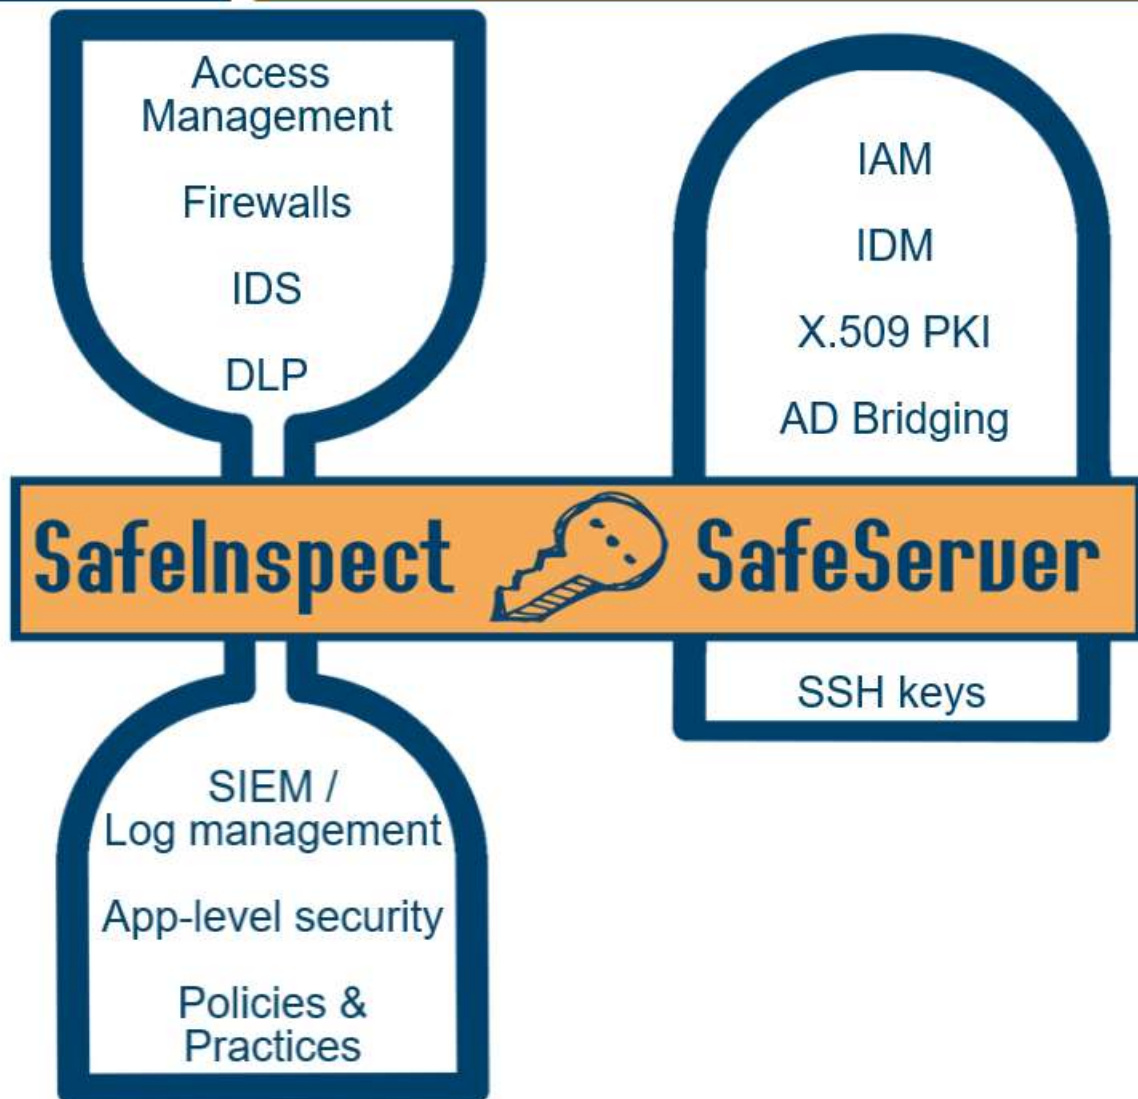 Access
Management
Firewalls
IDS
DLP
IAM
IDM
X.509 PKI
AD Bridging
SafeInspect
SafeServer
SSH keys
SIEM /
Log management
App-level security
Policies &
Practices